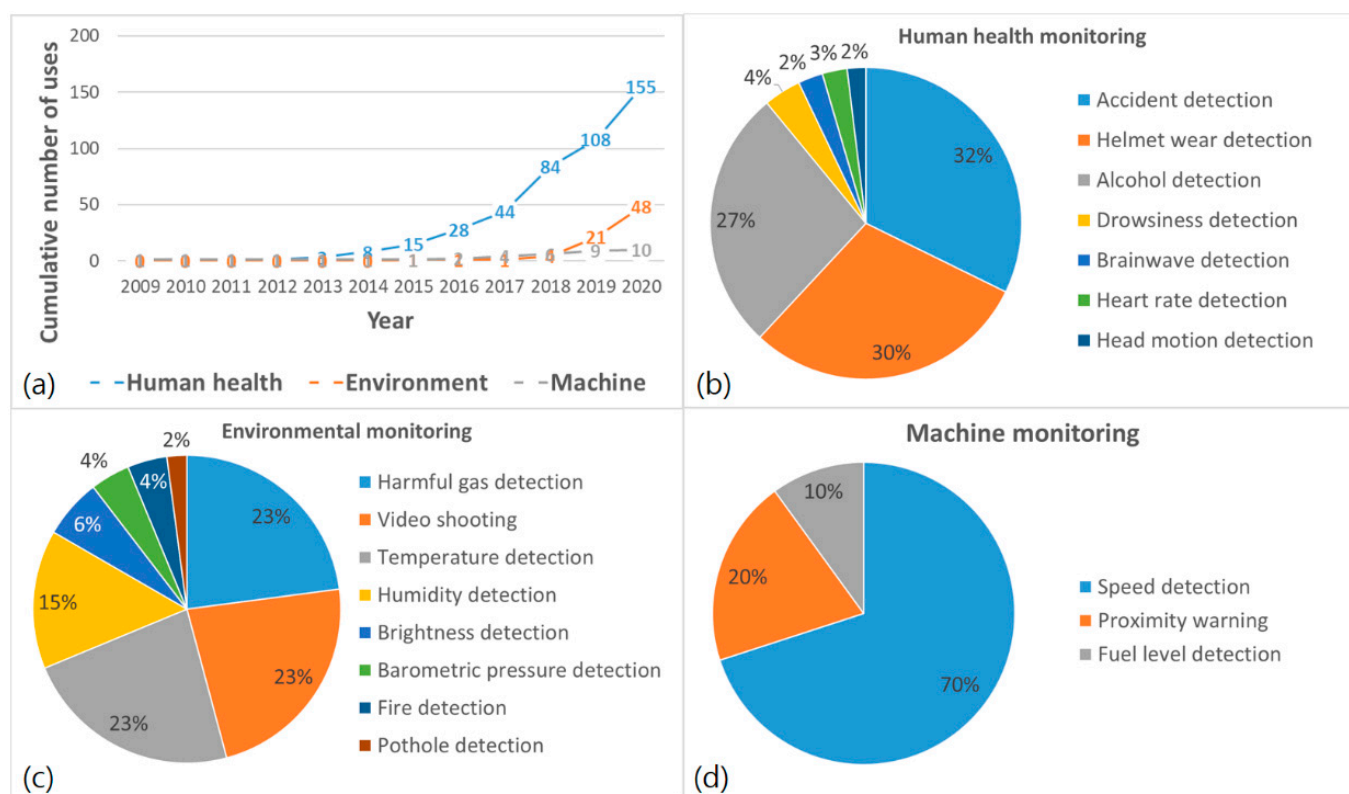 200
150
100
50
0
Cumulative number of uses
155
108
84
44
28
15
8
48
21
10
9
4
1
2009 2010 2011 2012 2013 2014 2015 2016 2017 2018 2019 2020
Year
Human health Environment Machine
(a)
Human health monitoring
4% 2% 3% 2%
32%
27%
30%
Accident detection
Helmet wear detection
Alcohol detection
Drowsiness detection
Brainwave detection
Heart rate detection
Head motion detection
(b)
Environmental monitoring
2%
4%
4%
6%
23%
15%
23%
23%
Harmful gas detection
Video shooting
Temperature detection
Humidity detection
Brightness detection
Barometric pressure detection
Fire detection
Pothole detection
(c)
Machine monitoring
10%
20%
70%
Speed detection
Proximity warning
Fuel level detection
(d)